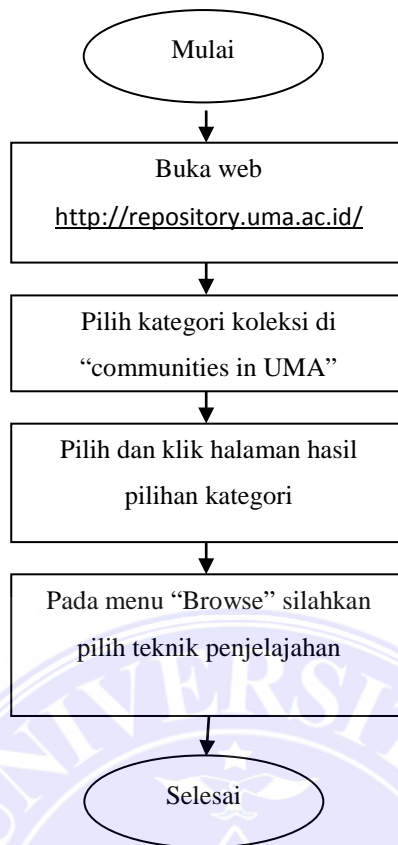 Mulai
Buka web
http://repository.uma.ac.id/
Pilih kategori koleksi di
“communities in UMA”
Pilih dan klik halaman hasil
pilihan kategori
Pada menu “Browse” silahkan
pilih teknik penjelajahan
UNIVERSI
Selesai